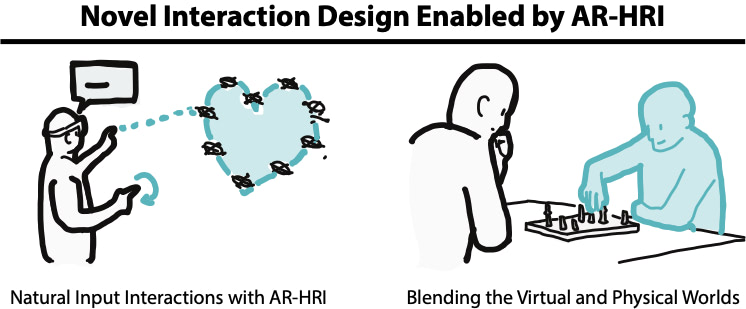 Novel Interaction Design Enabled by AR-HRI
Natural Input Interactions with AR-HRI
Blending the Virtual and Physical Worlds